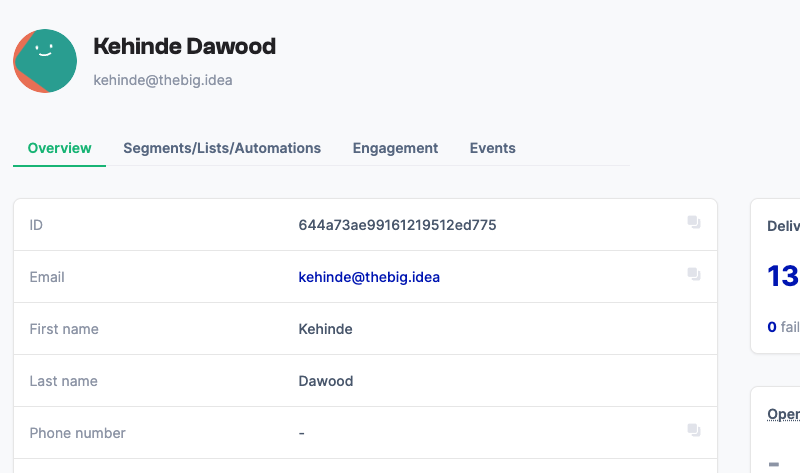 Kehinde Dawood
kehinde@thebig.idea
Overview Segments/Lists/Automations Engagement Events
ID 644a73ae99161219512ed775
Email kehinde@thebig.idea
First name Kehinde
Last name Dawood
Phone number -
Deliv
13
0 fail
Oper
-